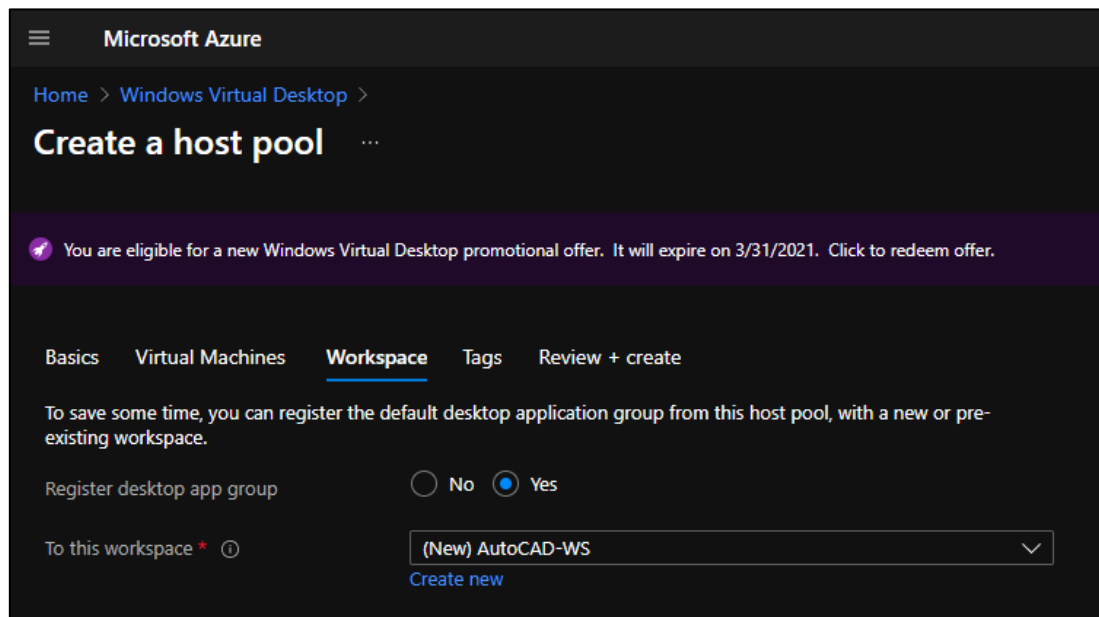 Microsoft Azure
Home > Windows Virtual Desktop >
Create a host pool ...
You are eligible for a new Windows Virtual Desktop promotional offer. It will expire on 3/31/2021. Click to redeem offer.
Basics Virtual Machines Workspace Tags Review + create
To save some time, you can register the default desktop application group from this host pool, with a new or pre-
existing workspace.
Register desktop app group No Yes
To this workspace * (New) AutoCAD-WS
Create new